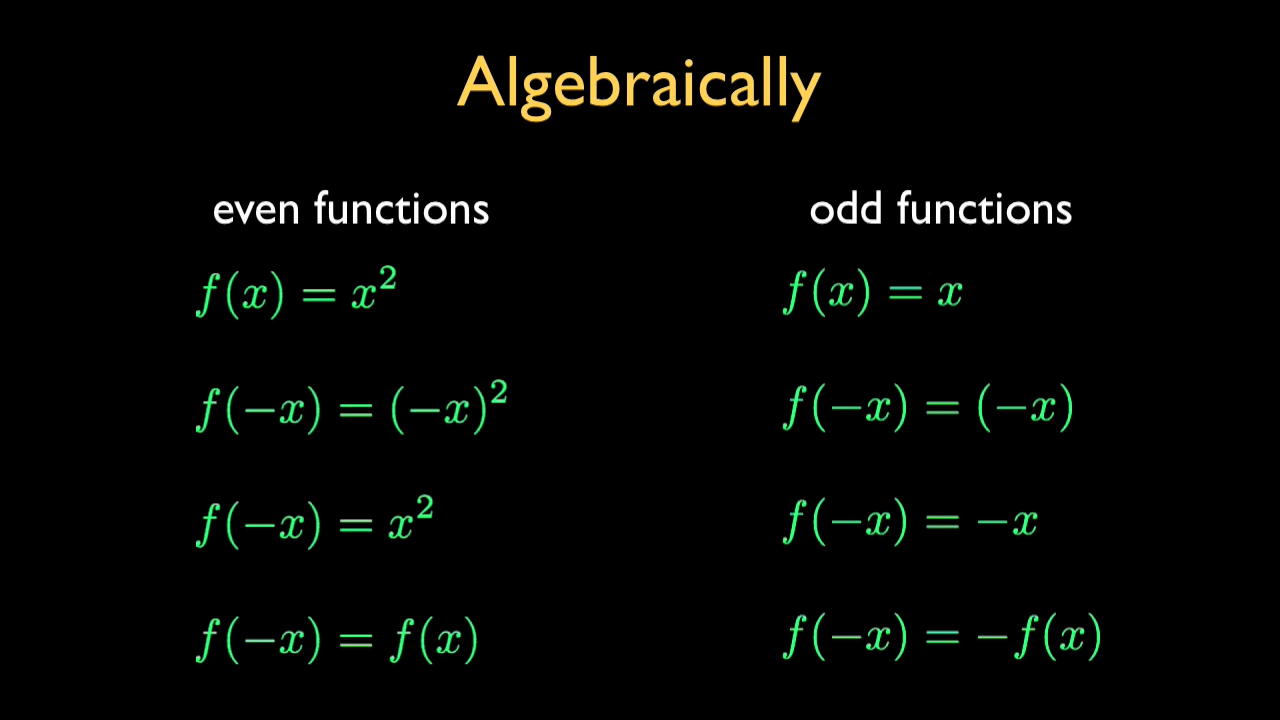 Algebraically
even functions
f(x) = x²
f(−x) = (−x)²
f(−x) = x²
f(−x) = f(x)
odd functions
f(x) = x
f(−x) = (−x)
f(−x) = −x
f(−x) = −f(x)